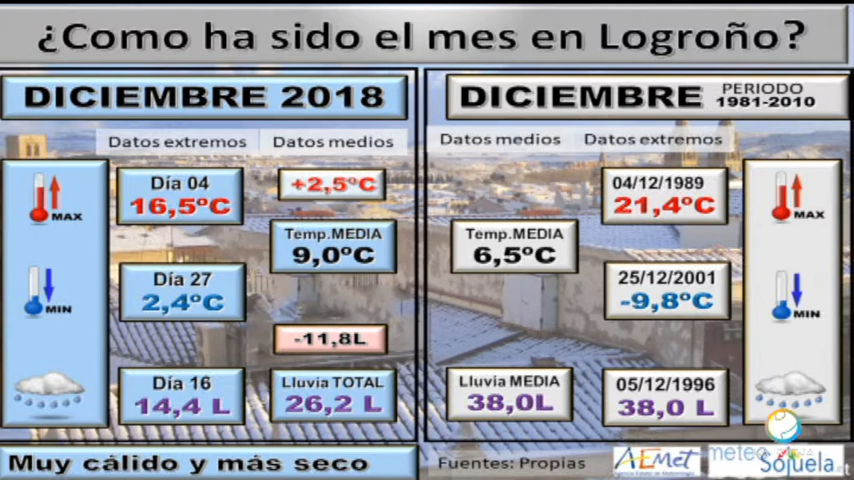 ¿Como ha sido el mes en Logroño?
DICIEMBRE 2018
Datos extremos Datos medios
MAX
Día 04
16,5ºC
+2,5ºC
Temp.MEDIA
9,0ºC
MIN
Día 27
2,4ºC
-11,8L
Día 16
14,4 L
Lluvia TOTAL
26,2 L
Muy cálido y más seco
DICIEMBRE PERIODO
1981-2010
Datos medios Datos extremos
04/12/1989
21,4ºC
MAX
Temp.MEDIA
6,5ºC
25/12/2001
-9,8ºC
MIN
Lluvia MEDIA
38,0L
05/12/1996
38,0 L
Fuentes: Propias
AEMet
meteo
Sojuela